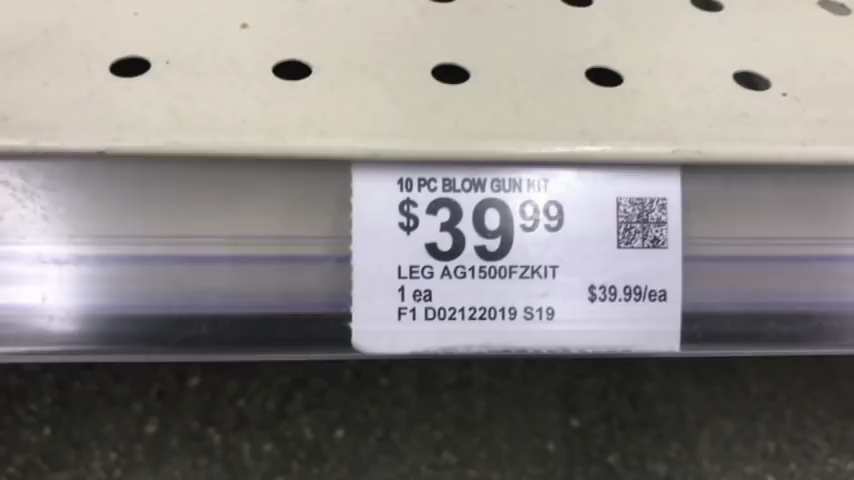 10 PC BLOW GUN KIT
$39.99
LEG AG1500FZKIT
1 ea $39.99/ea
F1 D02122019 S19